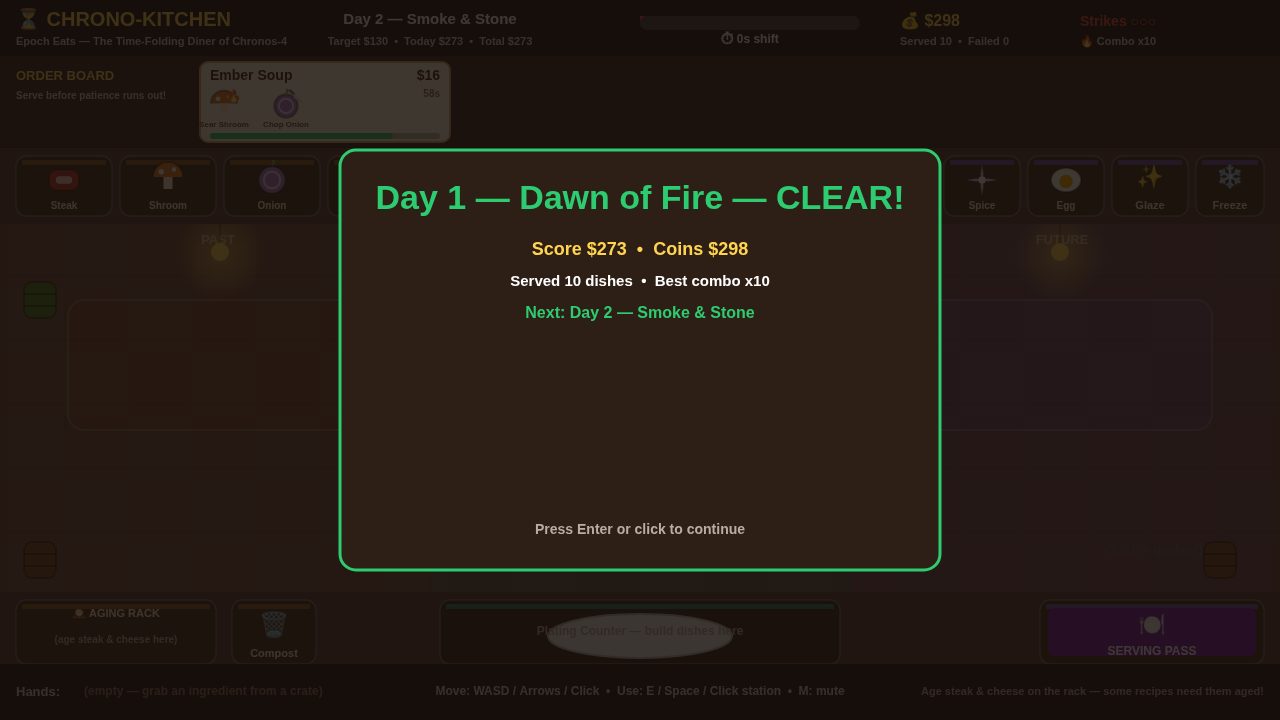 ⏳ CHRONO-KITCHEN
Epoch Eats — The Time-Folding Diner of Chronos-4
Day 2 — Smoke & Stone
Target $130 • Today $273 • Total $273
⏱ 0s shift
💰 $298
Served 10 • Failed 0
Strikes ○○○
🔥 Combo x10
ORDER BOARD
Serve before patience runs out!
Ember Soup $16
58s
Sear Shroom Chop Onion
Steak
Shroom
Onion
Spice
Egg
Glaze
Freeze
PAST
FUTURE
Day 1 — Dawn of Fire — CLEAR!
Score $273 • Coins $298
Served 10 dishes • Best combo x10
Next: Day 2 — Smoke & Stone
Press Enter or click to continue
AGING RACK
(age steak & cheese here)
Compost
Plating Counter — build dishes here
SERVING PASS
Hands: (empty — grab an ingredient from a crate)
Move: WASD / Arrows / Click • Use: E / Space / Click station • M: mute
Age steak & cheese on the rack — some recipes need them aged!